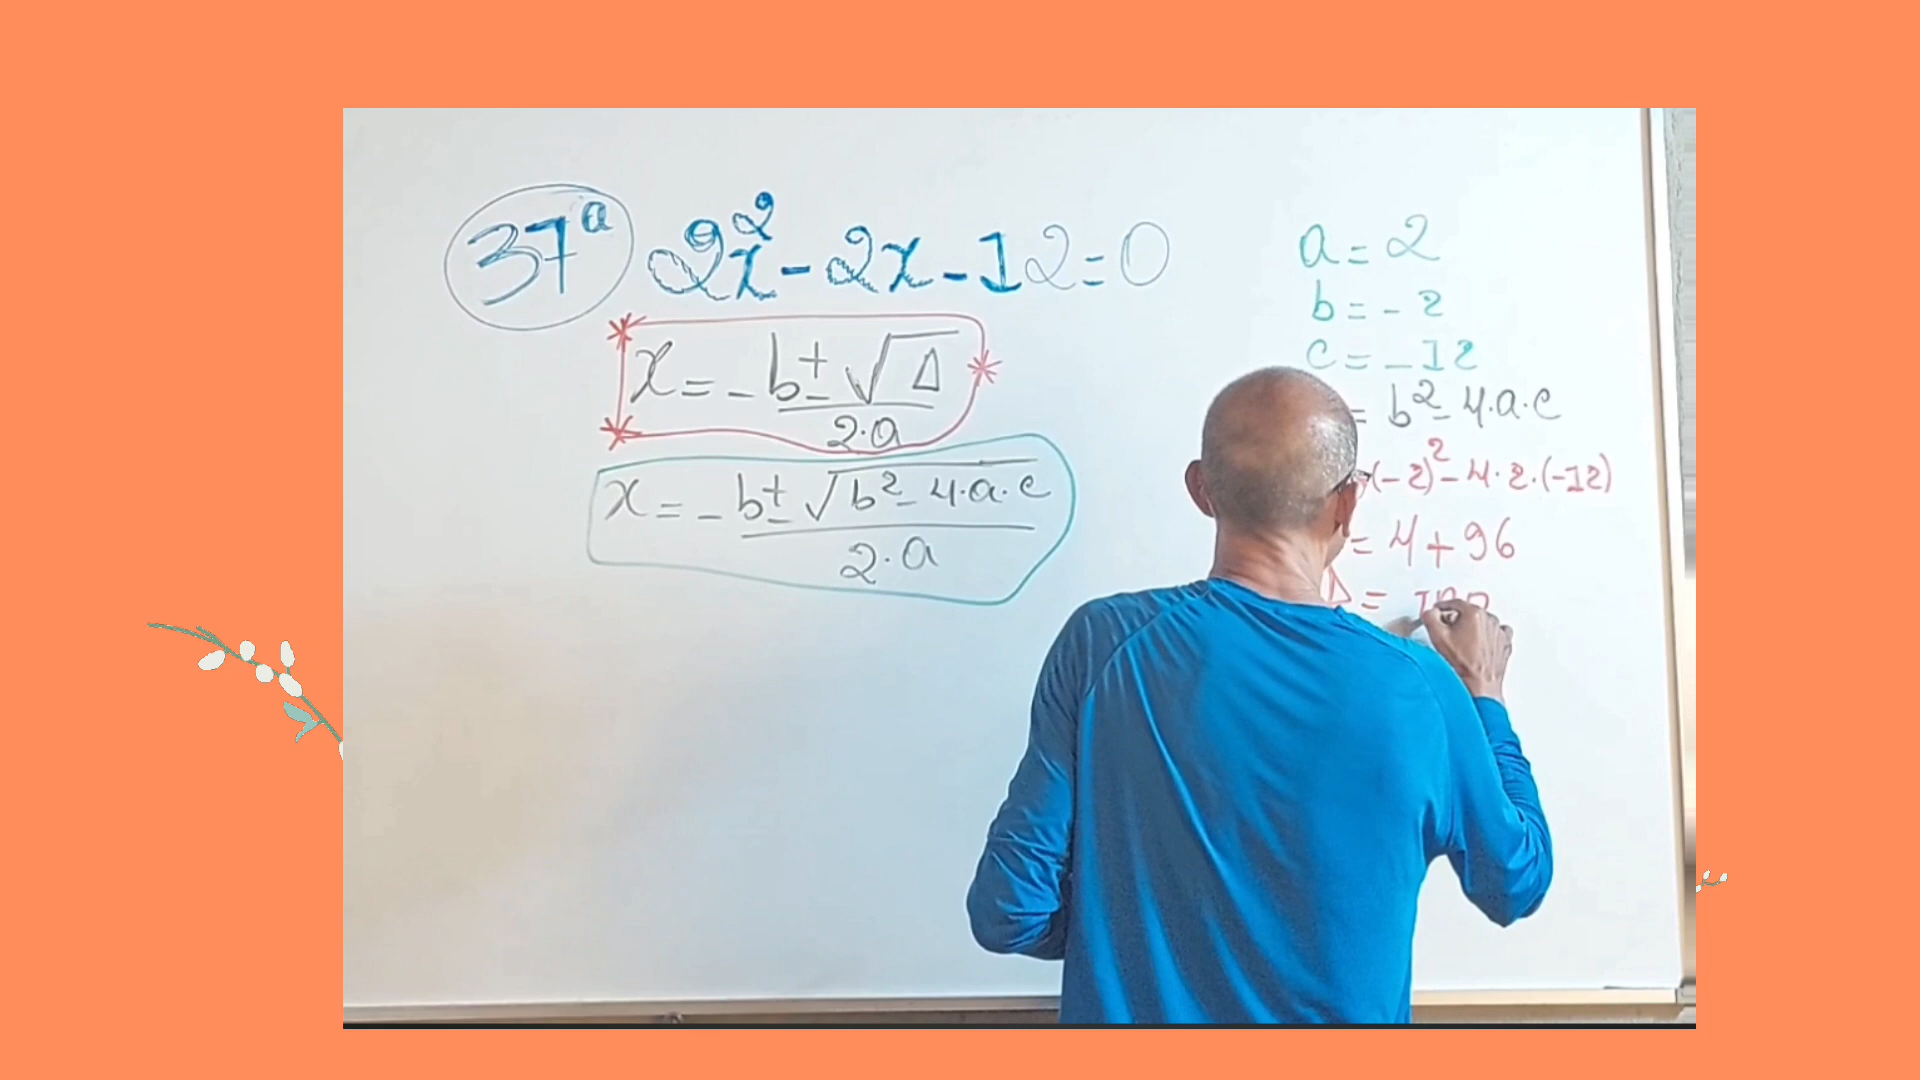 37ª 2x² - 2x - 12 = 0
x = -b ± √Δ
2·a
x = -b ± √b² - 4·a·c
2·a
a = 2
b = -2
c = -12
= b² - 4·a·c
(-2)² - 4·2·(-12)
= 4 + 96
Δ = 100